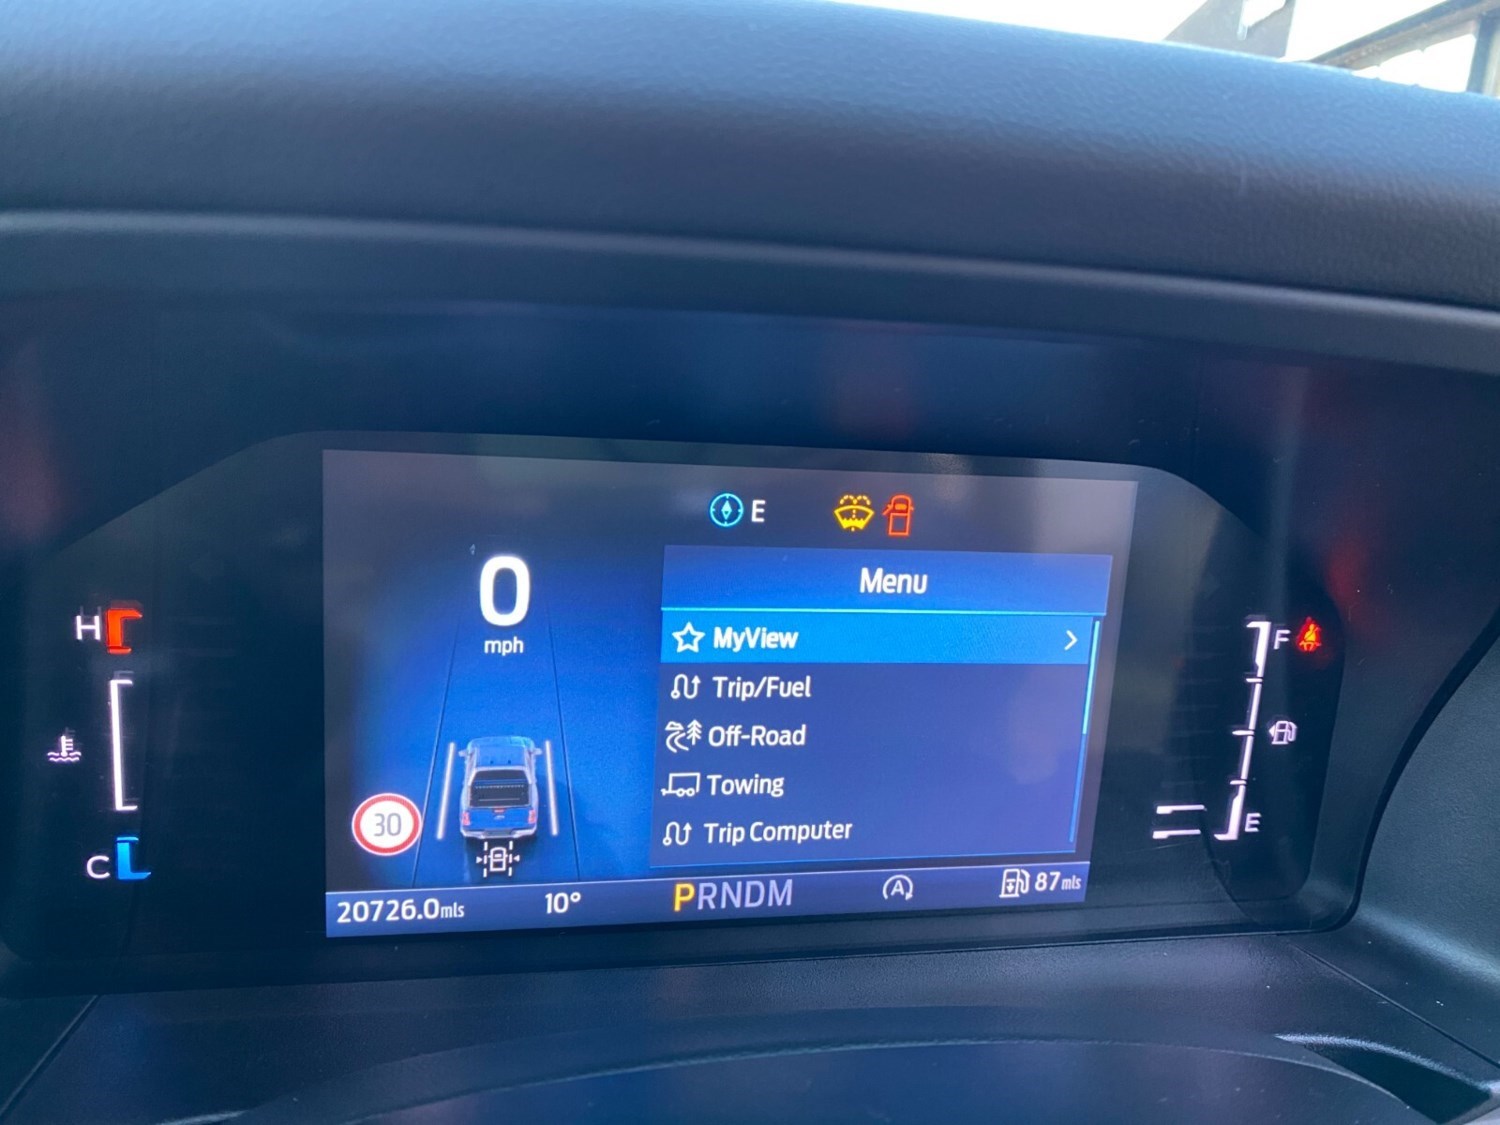 E
Menu
0
mph
MyView
H
F
Trip/Fuel
Off-Road
Towing
30
E
Trip Computer
C
20726.0mls
10°
PRNDM
A
87mls